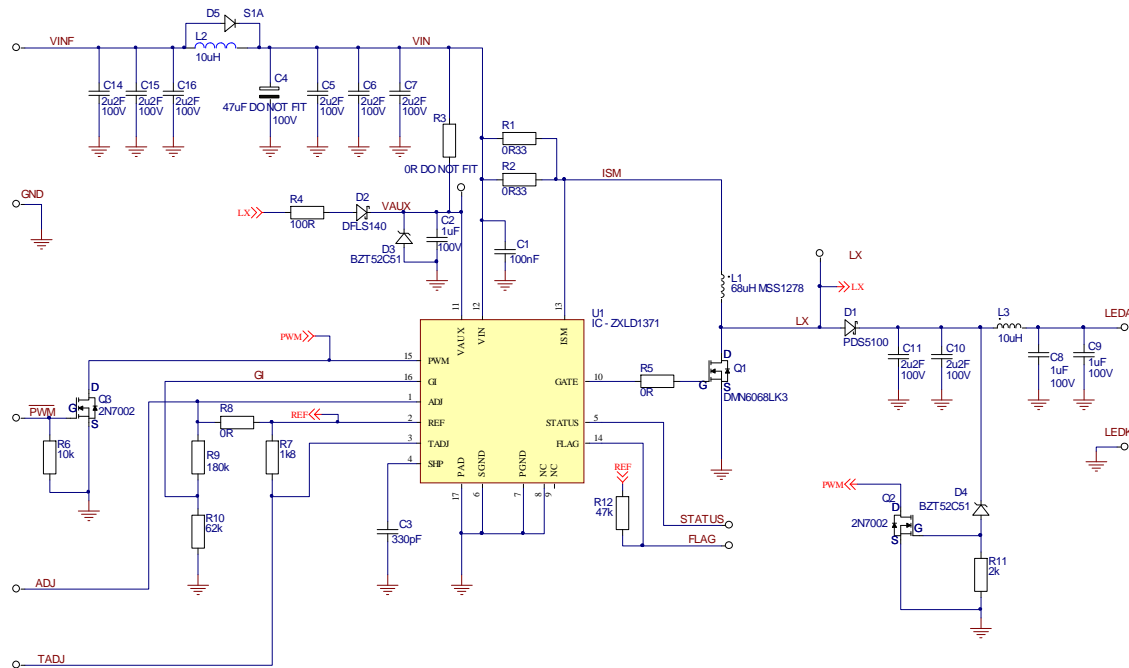 D5 S1A
VINF
L2
10uH
VIN
C14
2u2F
100V
C15
2u2F
100V
C16
2u2F
100V
C4
47uF DO NOT FIT
100V
C5
2u2F
100V
C6
2u2F
100V
C7
2u2F
100V
R3
0R DO NOT FIT
R1
0R33
R2
0R33
ISM
GND
LX
R4
100R
D2
DFLS140
VAUX
D3
BZT52C51
C2
1uF
100V
C1
100nF
L1
68uH MSS1278
LX
LX
LX
D1
PDS5100
L3
10uH
LEDA
C11
2u2F
100V
C10
2u2F
100V
C8
1uF
100V
C9
1uF
100V
LEDK
U1
IC - ZXLD1371
11
12
13
VAUX
VIN
ISM
15 PWM
16 GI
1 ADJ
2 REF
3 TADJ
4 SHP
GATE 10
STATUS 5
FLAG 14
PAD
SGND
PGND
NC
NC
17
6
7
8
9
PWM
GI
REF
PWM
Q3
2N7002
D
G
S
R6
10k
R8
0R
R9
180k
R7
1k8
R10
62k
C3
330pF
R5
0R
D
G
S
Q1
DMN6068LK3
REF
R12
47k
STATUS
FLAG
PWM
Q2
2N7002
D
G
S
D4
BZT52C51
R11
2k
ADJ
TADJ